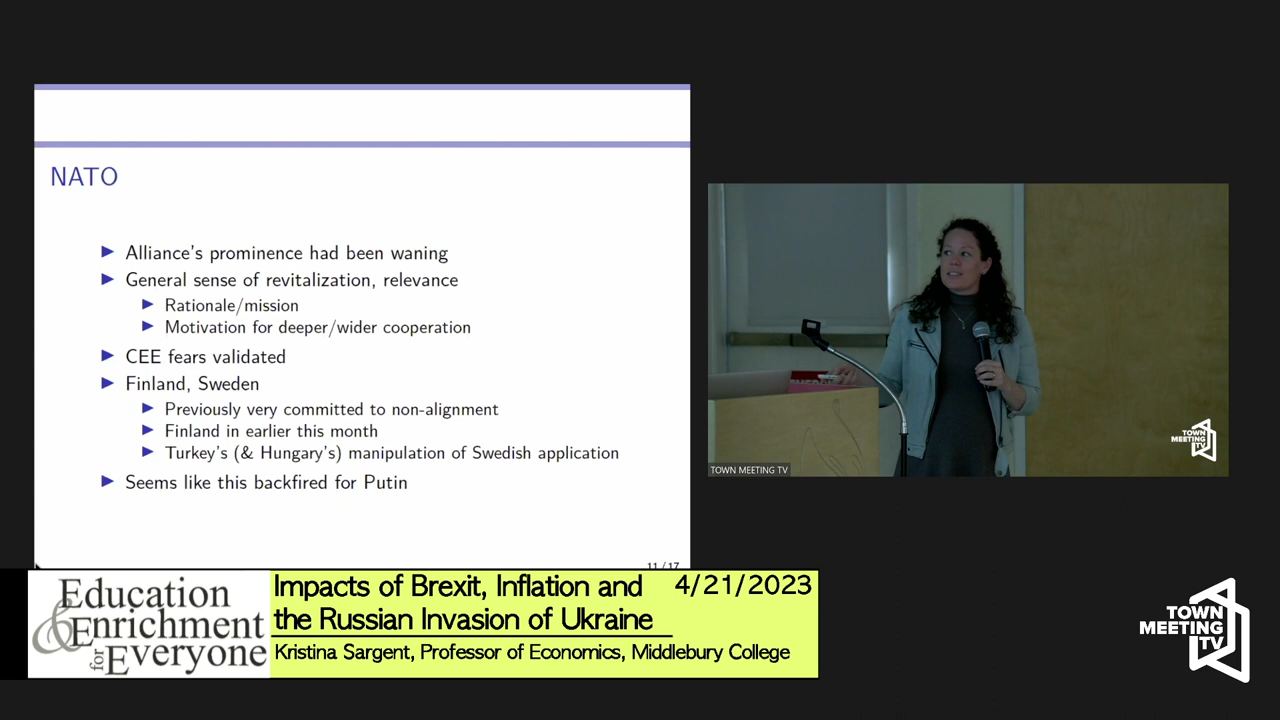 NATO
Alliance's prominence had been waning
General sense of revitalization, relevance
Rationale/mission
Motivation for deeper/wider cooperation
CEE fears validated
Finland, Sweden
Previously very committed to non-alignment
Finland in earlier this month
Turkey's (& Hungary's) manipulation of Swedish application
Seems like this backfired for Putin
11 / 17
TOWN
MEETING
TV
TOWN MEETING TV
Education
& Enrichment
for Everyone
Impacts of Brexit, Inflation and 4/21/2023
the Russian Invasion of Ukraine
Kristina Sargent, Professor of Economics, Middlebury College
TOWN
MEETING
TV